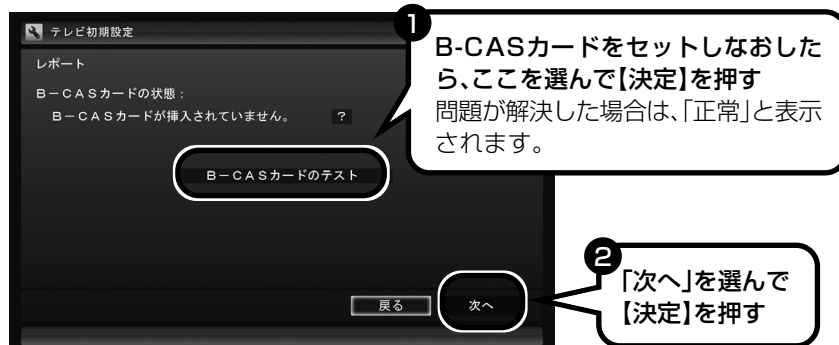 テレビ初期設定
レポート
B－CASカードの状態：
B－CASカードが挿入されていません。 ?
B－CASカードのテスト
戻る 次へ
1
B-CASカードをセットしなおした
ら、ここを選んで【決定】を押す
問題が解決した場合は、「正常」と表示
されます。
2
「次へ」を選んで
【決定】を押す